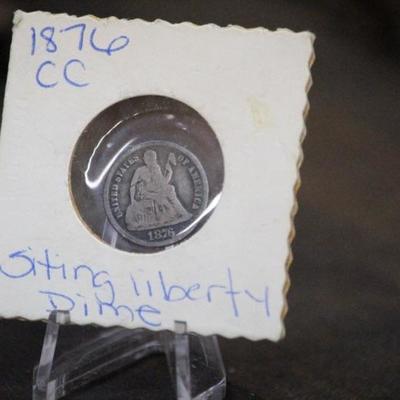 1876
CC
UNITED STATES OF AMERICA
1876
Siting liberty
Dime